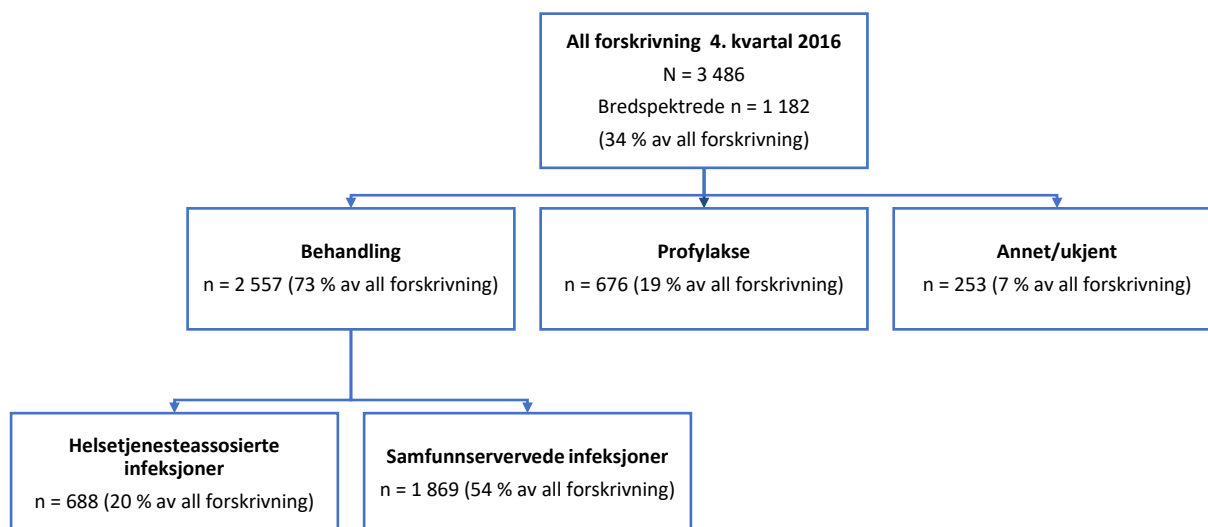 All forskrivning 4. kvartal 2016
N = 3 486
Bredspektrede n = 1 182
(34 % av all forskrivning)
Behandling
n = 2 557 (73 % av all forskrivning)
Profylakse
n = 676 (19 % av all forskrivning)
Annet/ukjent
n = 253 (7 % av all forskrivning)
Helsetjenesteassosierte
infeksjoner
n = 688 (20 % av all forskrivning)
Samfunnservervede infeksjoner
n = 1 869 (54 % av all forskrivning)